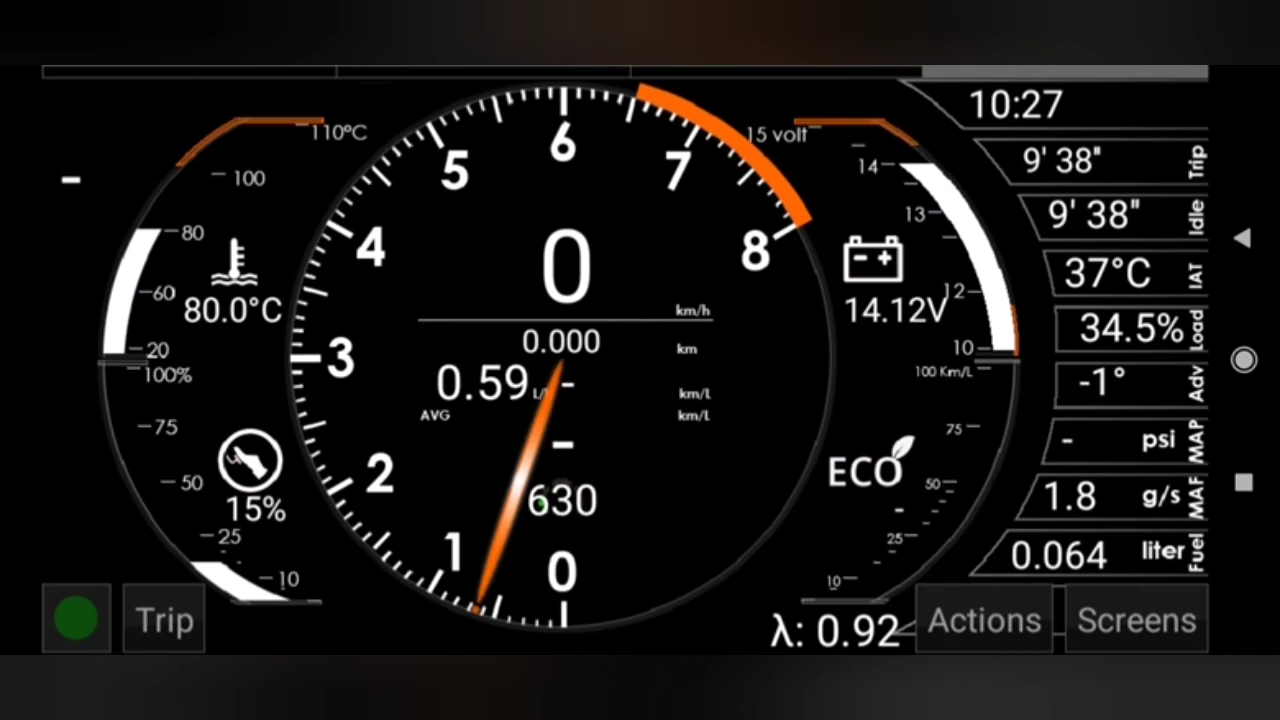 10:27
110°C
100
80
60
20
80.0°C
100%
75
50
25
10
15%
0
1
2
3
4
5
6
7
8
0
km/h
0.000 km
0.59 - km/L
AVG km/L
-
630
15 volt
14
13
12
10
14.12V
100 Km/L
75
50
25
10
ECO
-
λ: 0.92
9' 38" Trip
9' 38" Idle
37°C IAT
34.5% Load
-1° Adv
- psi MAP
1.8 g/s MAF
0.064 liter Fuel
-
Trip
Actions
Screens